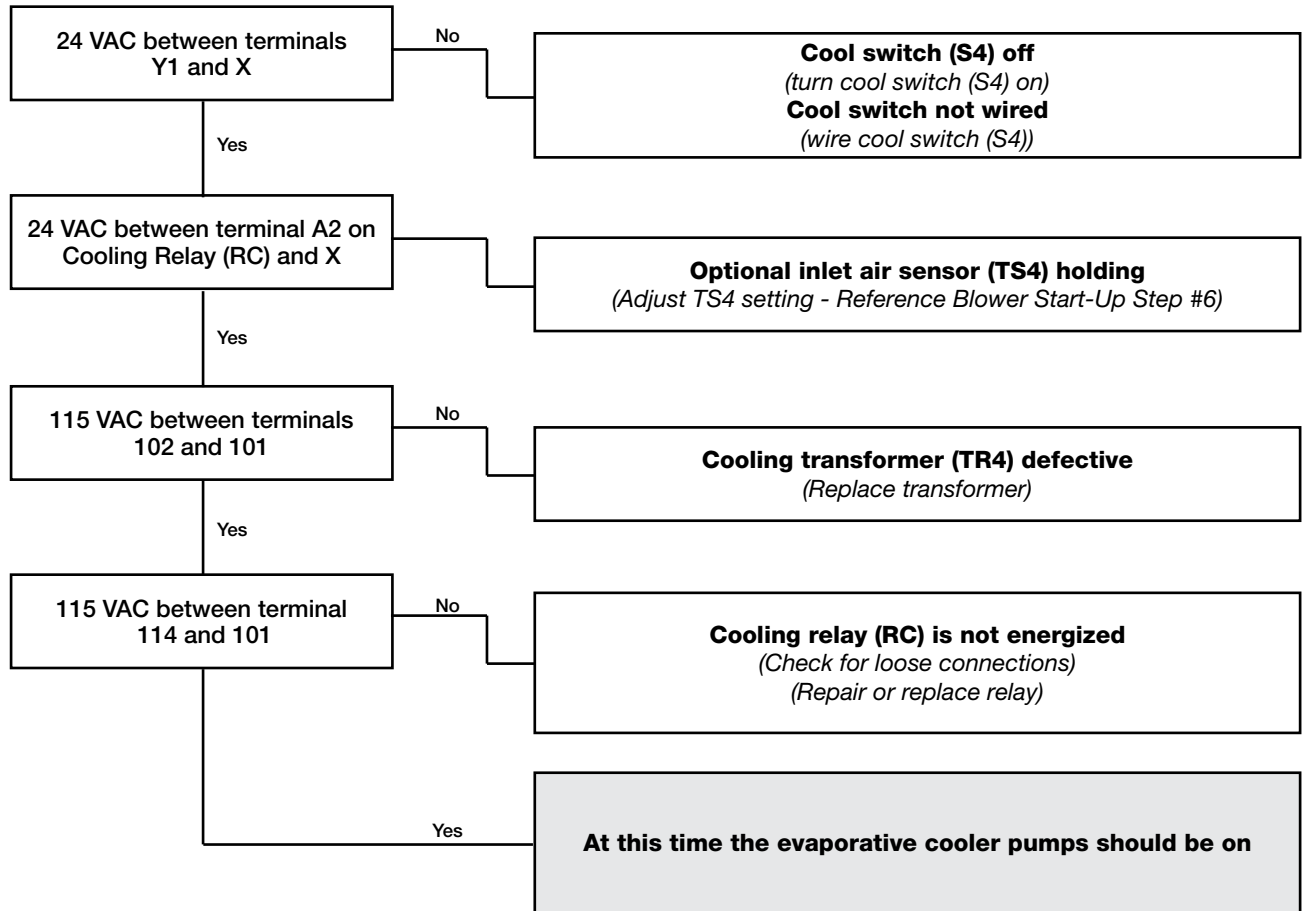 24 VAC between terminals
Y1 and X
No
Cool switch (S4) off
(turn cool switch (S4) on)
Cool switch not wired
(wire cool switch (S4))
Yes
24 VAC between terminal A2 on
Cooling Relay (RC) and X
Optional inlet air sensor (TS4) holding
(Adjust TS4 setting - Reference Blower Start-Up Step #6)
Yes
115 VAC between terminals
102 and 101
No
Cooling transformer (TR4) defective
(Replace transformer)
Yes
115 VAC between terminal
114 and 101
No
Cooling relay (RC) is not energized
(Check for loose connections)
(Repair or replace relay)
Yes
At this time the evaporative cooler pumps should be on